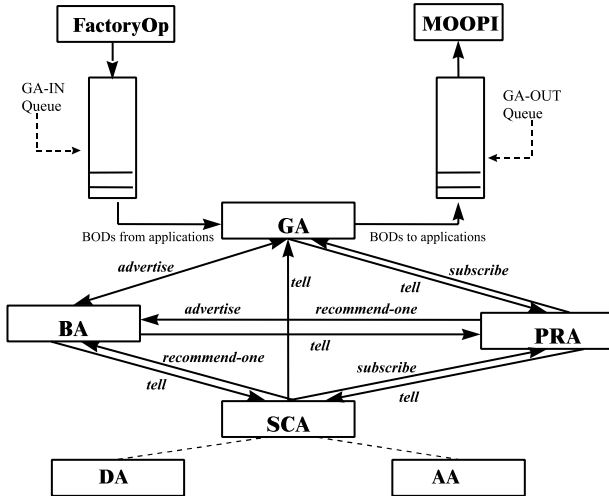 FactoryOp
MOOPI
GA-IN
Queue
GA-OUT
Queue
GA
BODs from applications
BODs to applications
advertise
tell
subscribe
tell
BA
advertise
recommend-one
tell
PRA
recommend-one
tell
subscribe
tell
SCA
DA
AA